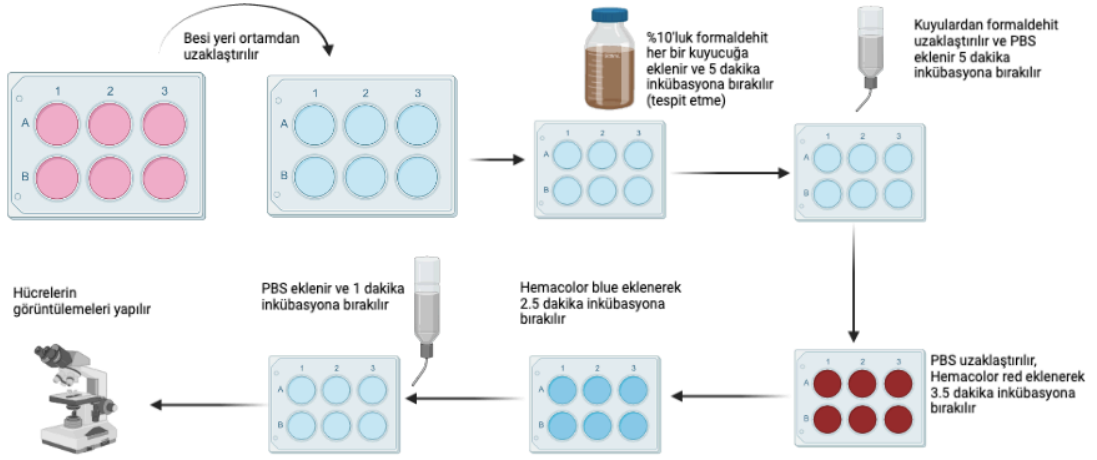 Besi yeri ortamdan
uzaklaştırılır
1 2 3
A
B
1 2 3
A
B
%10'luk formaldehit
her bir kuyucuğa
eklenir ve 5 dakika
inkübasyona bırakılır
(tespit etme)
1 2 3
A
B
Kuyulardan formaldehit
uzaklaştırılır ve PBS
eklenir 5 dakika
inkübasyona bırakılır
1 2 3
A
B
PBS uzaklaştırılır,
Hemacolor red eklenerek
3.5 dakika inkübasyona
bırakılır
1 2 3
A
B
Hemacolor blue eklenerek
2.5 dakika inkübasyona
bırakılır
1 2 3
A
B
PBS eklenir ve 1 dakika
inkübasyona bırakılır
1 2 3
A
B
Hücrelerin
görüntülemeleri yapılır